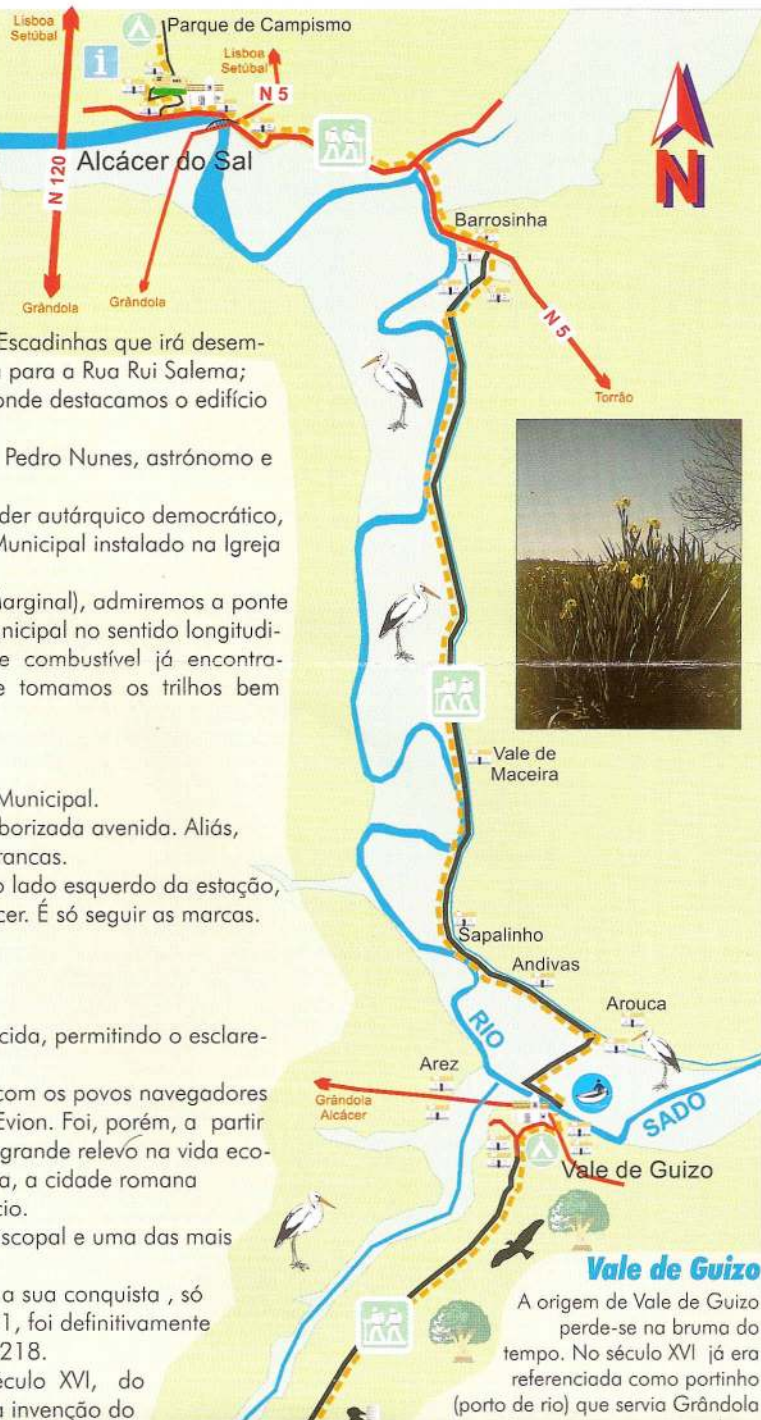 Lisboa
Setúbal
Parque de Campismo
i
Lisboa
Setúbal
N 5
N 120
Alcácer do Sal
N
Barrosinha
Grândola
Grândola
N 5
Torrão
Escadinhas que irá desem-
para a Rua Rui Salema;
onde destacamos o edifício
Pedro Nunes, astrónomo e
der autárquico democrático,
Municipal instalado na Igreja
arginal), admiremos a ponte
nicipal no sentido longitudi-
e combustível já encontra-
e tomamos os trilhos bem
Municipal.
borizada avenida. Aliás,
rancas.
o lado esquerdo da estação,
cer. É só seguir as marcas.
Vale de
Maceira
Sapalinho
Andivas
Arouca
RIO
SADO
Arez
Grândola
Alcácer
Vale de Guizo
cida, permitindo o esclare-
com os povos navegadores
Evion. Foi, porém, a partir
grande relevo na vida eco-
a, a cidade romana
cio.
scopal e uma das mais
a sua conquista , só
1, foi definitivamente
218.
éculo XVI, do
a invenção do
Vale de Guizo
A origem de Vale de Guizo
perde-se na bruma do
tempo. No século XVI já era
referenciada como portinho
(porto de rio) que servia Grândola